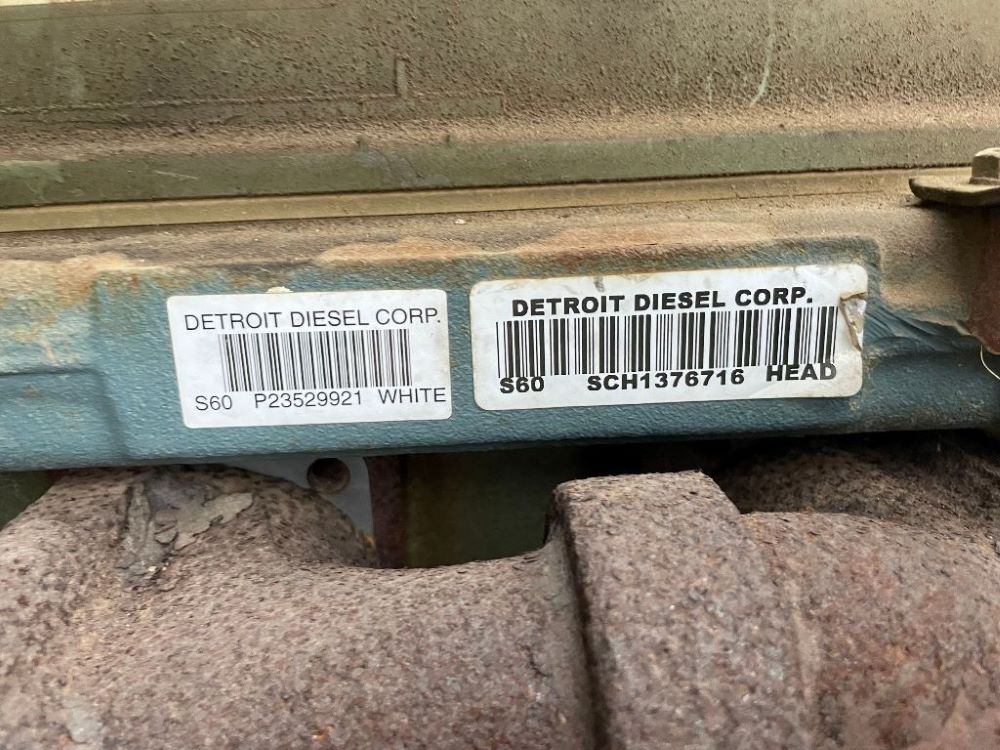 DETROIT DIESEL CORP.
S60 P23529921 WHITE
DETROIT DIESEL CORP.
S60 SCH1376716 HEAD